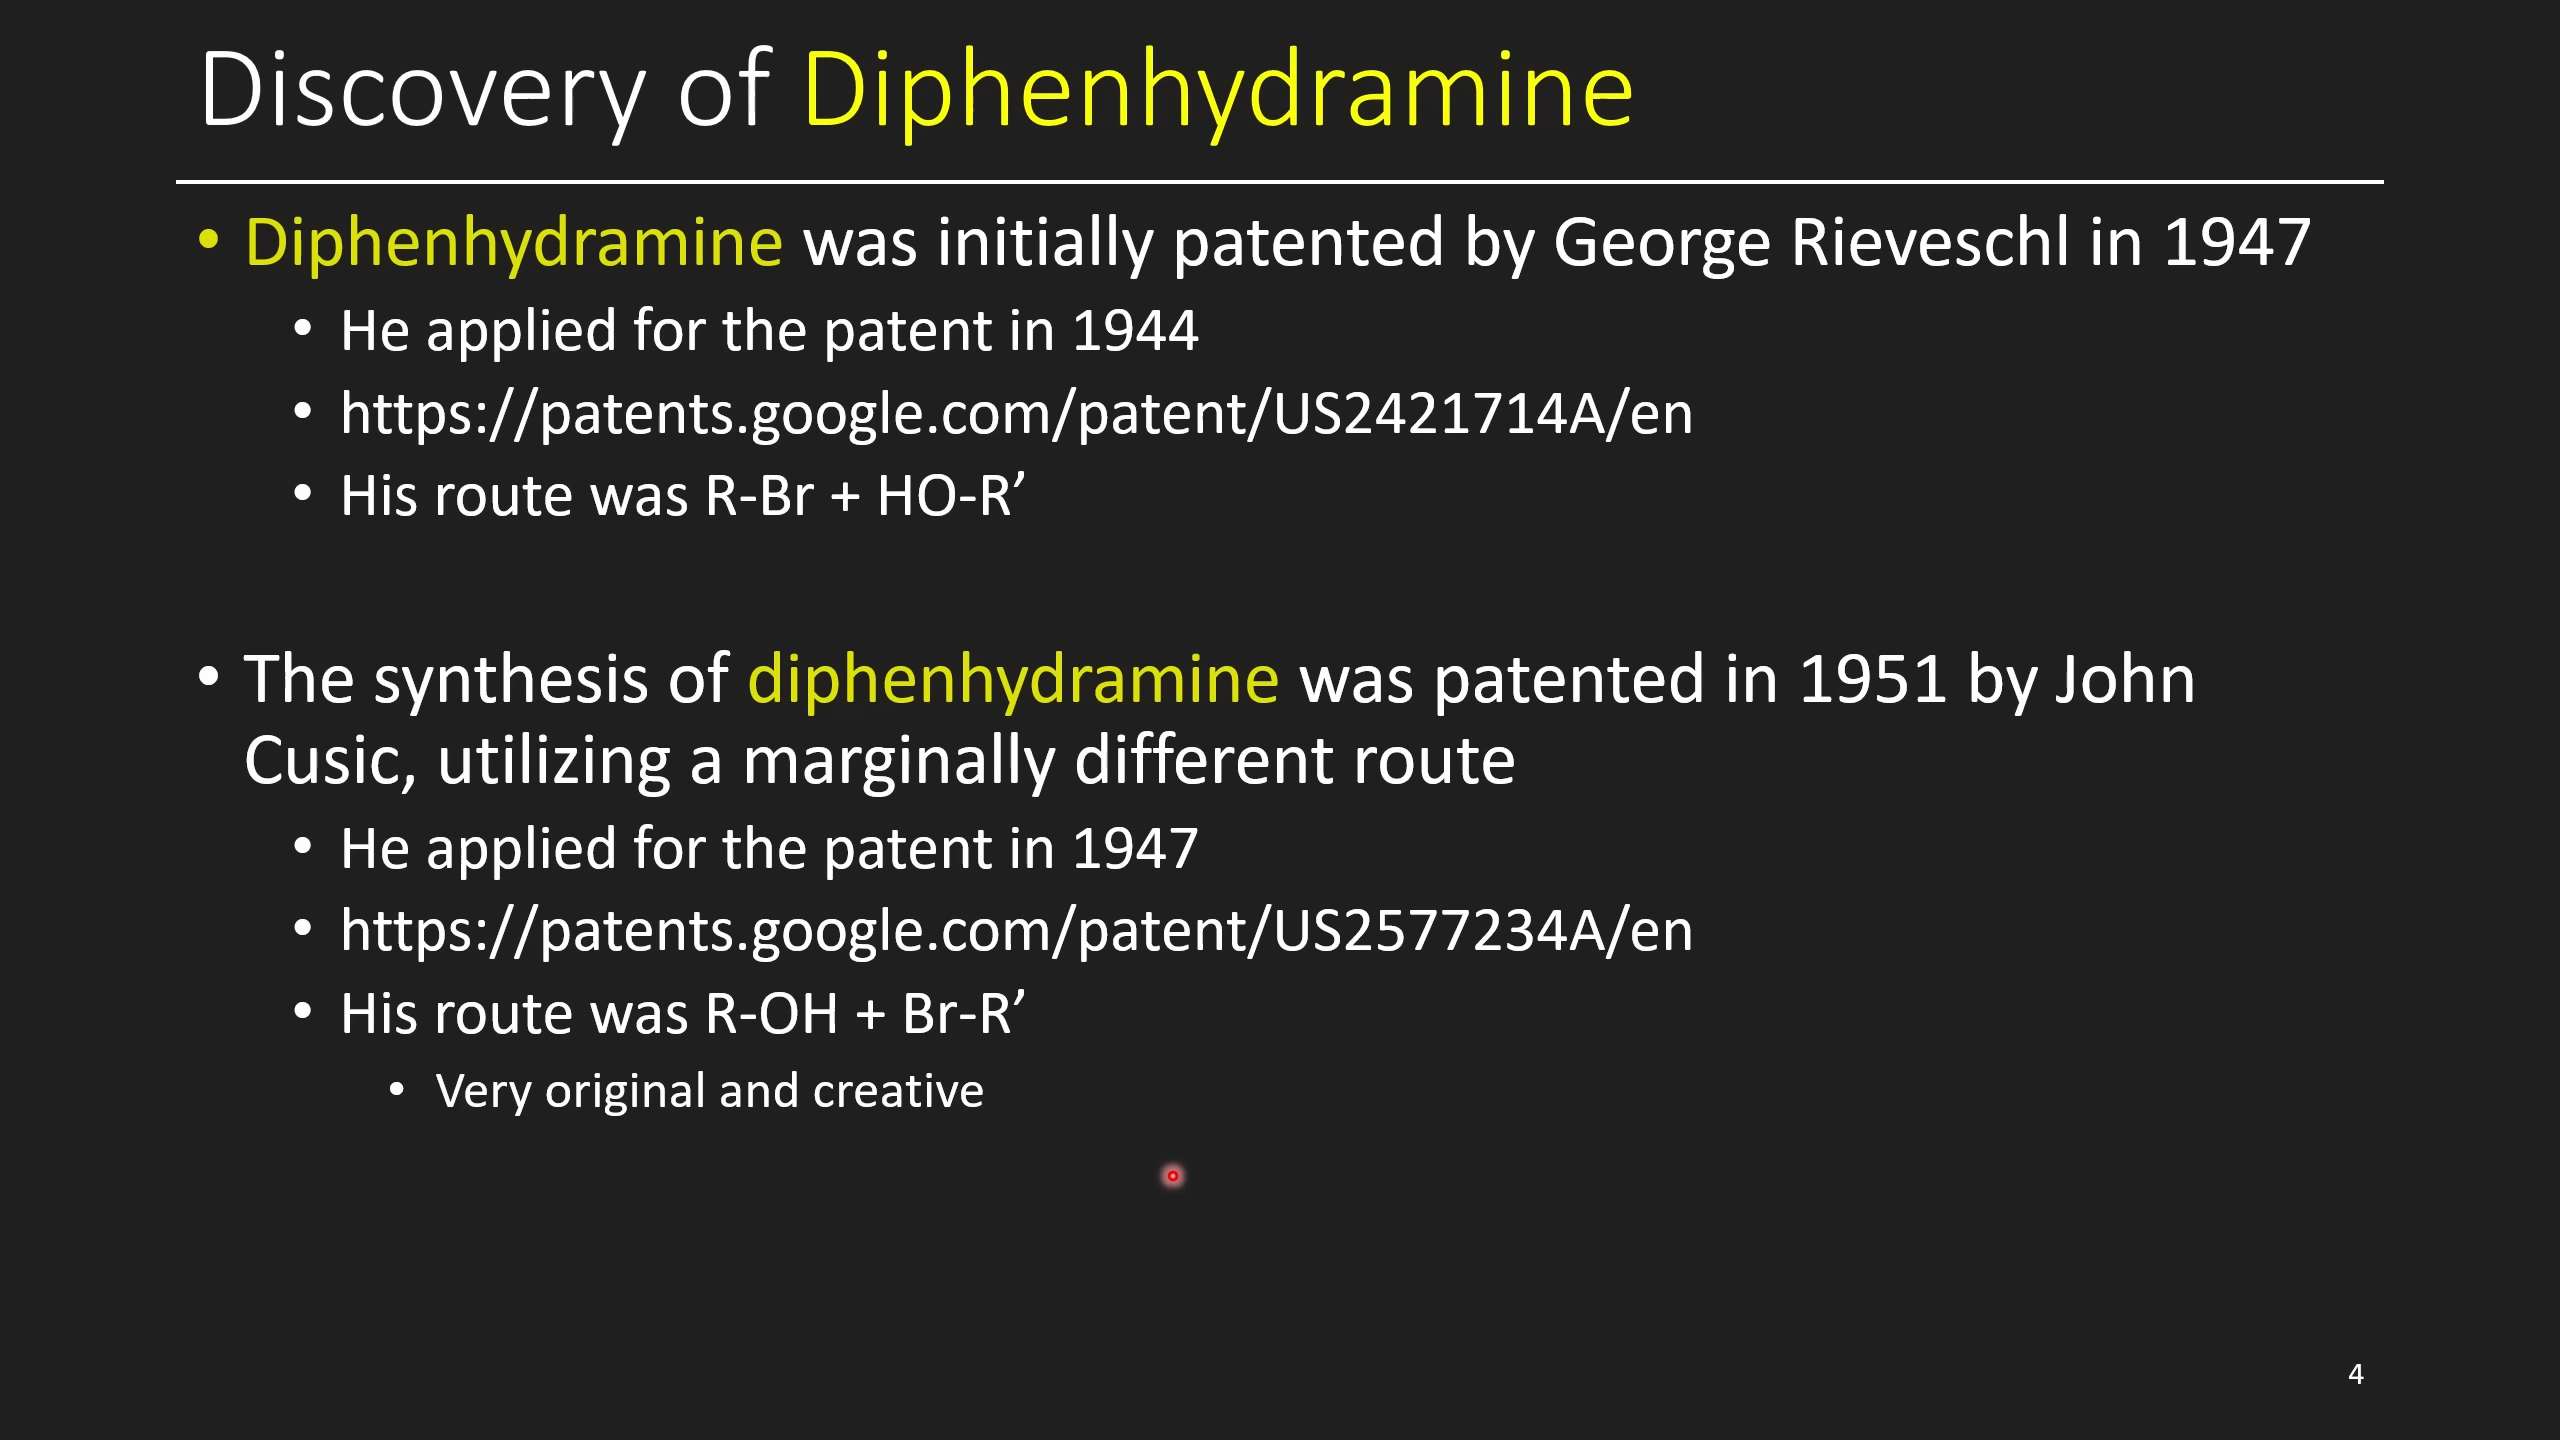 Discovery of Diphenhydramine
• Diphenhydramine was initially patented by George Rieveschl in 1947
• He applied for the patent in 1944
• https://patents.google.com/patent/US2421714A/en
• His route was R-Br + HO-R’
• The synthesis of diphenhydramine was patented in 1951 by John
Cusic, utilizing a marginally different route
• He applied for the patent in 1947
• https://patents.google.com/patent/US2577234A/en
• His route was R-OH + Br-R’
• Very original and creative
4